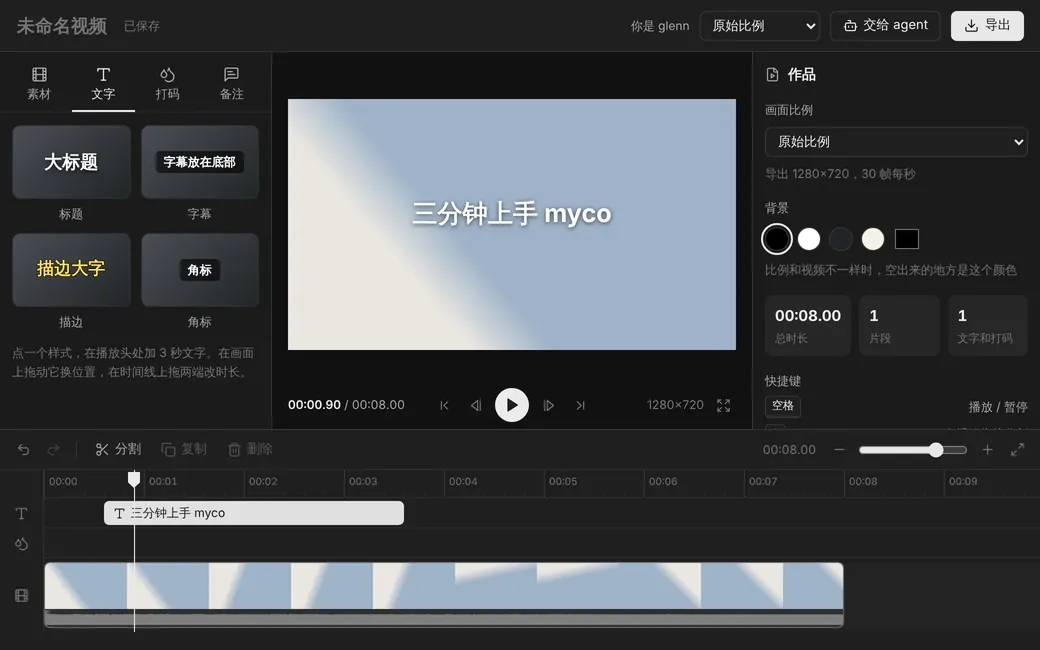 未命名视频 已保存 你是 glenn 原始比例 交给 agent 导出
素材 文字 打码 备注
大标题 字幕放在底部
标题 字幕
描边大字 角标
描边 角标
点一个样式，在播放头处加 3 秒文字。在画面
上拖动它换位置，在时间线上拖两端改时长。
三分钟上手 myco
00:00.90 / 00:08.00 1280×720
作品
画面比例
原始比例
导出 1280×720，30 帧每秒
背景
比例和视频不一样时，空出来的地方是这个颜色
00:08.00 1 1
总时长 片段 文字和打码
快捷键
空格 播放 / 暂停
分割 复制 删除 00:08.00
00:00 00:01 00:02 00:03 00:04 00:05 00:06 00:07 00:08 00:09
三分钟上手 myco